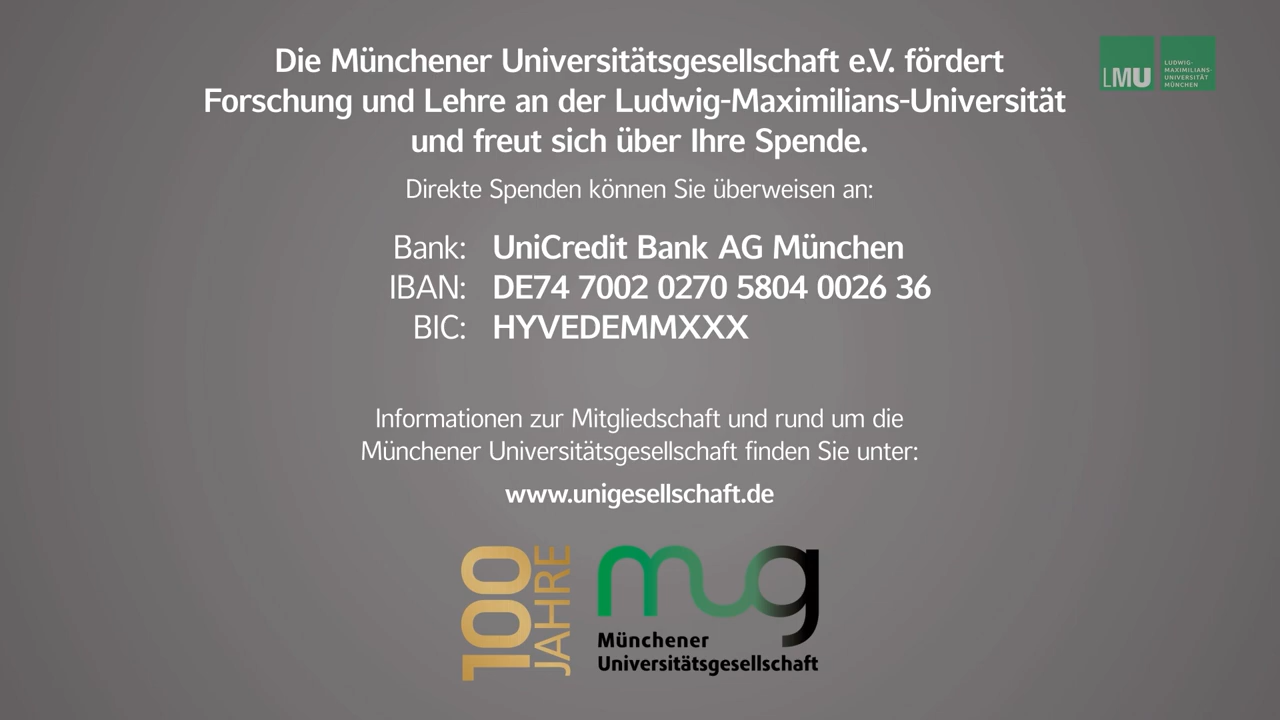 Die Münchener Universitätsgesellschaft e.V. fördert
Forschung und Lehre an der Ludwig-Maximilians-Universität
und freut sich über Ihre Spende.
LMU
LUDWIG-
MAXIMILIANS-
UNIVERSITÄT
MÜNCHEN
Direkte Spenden können Sie überweisen an:
Bank: UniCredit Bank AG München
IBAN: DE74 7002 0270 5804 0026 36
BIC: HYVEDEMMXXX
Informationen zur Mitgliedschaft und rund um die
Münchener Universitätsgesellschaft finden Sie unter:
www.unigesellschaft.de
100
JAHRE
mug
Münchener
Universitätsgesellschaft